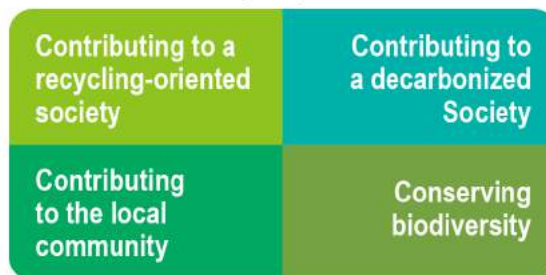 Contributing to a
recycling-oriented
society
Contributing to
a decarbonized
Society
Contributing
to the local
community
Conserving
biodiversity